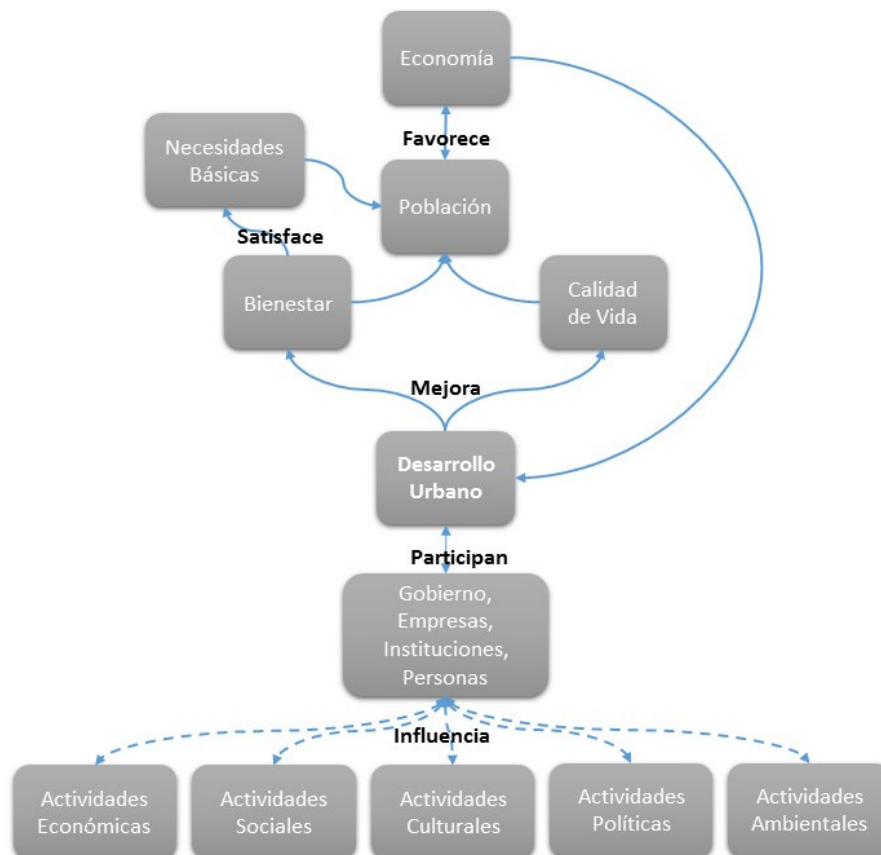 Economía
Favorece
Necesidades
Básicas
Población
Satisface
Bienestar
Calidad
de Vida
Mejora
Desarrollo
Urbano
Participan
Gobierno,
Empresas,
Instituciones,
Personas
Influencia
Actividades
Económicas
Actividades
Sociales
Actividades
Culturales
Actividades
Políticas
Actividades
Ambientales